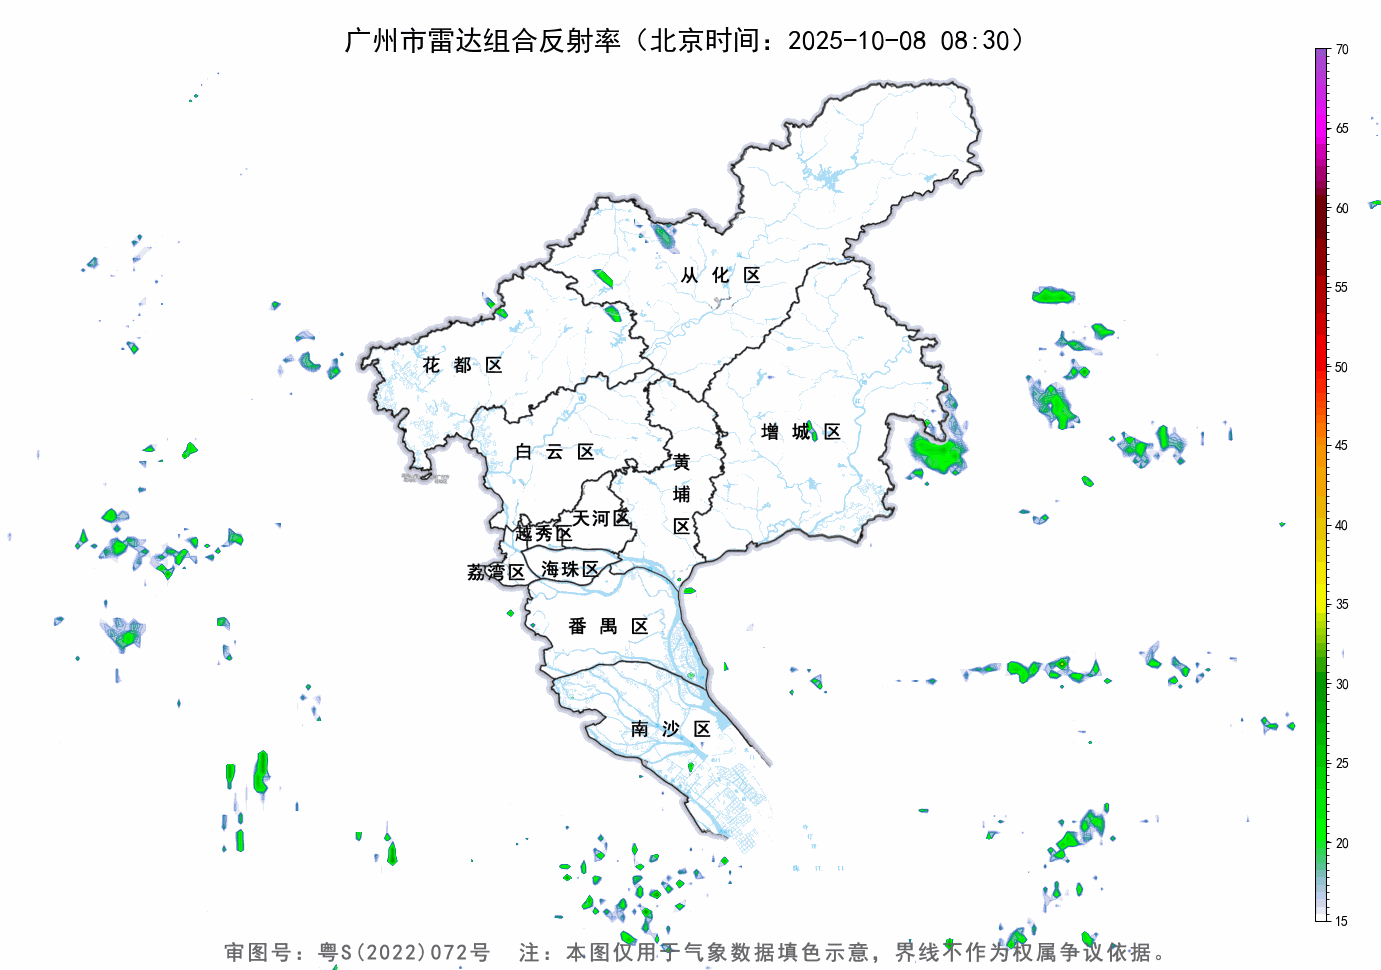 广州市雷达组合反射率（北京时间：2025-10-08 08:30）
70
65
60
55
50
45
40
35
30
25
20
15
从化区
花都区
增城区
白云区
黄埔区
天河区
越秀区
荔湾区
海珠区
番禺区
南沙区
审图号：粤S(2022)072号 注：本图仅用于气象数据填色示意，界线不作为权属争议依据。